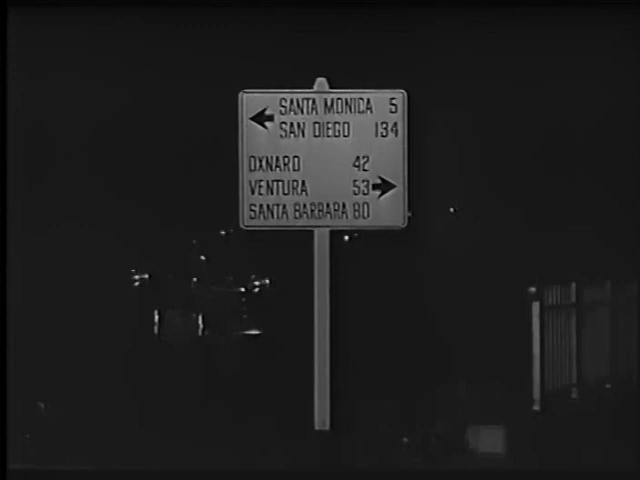 SANTA MONICA 5
SAN DIEGO 134
OXNARD 42
VENTURA 53
SANTA BARBARA 80